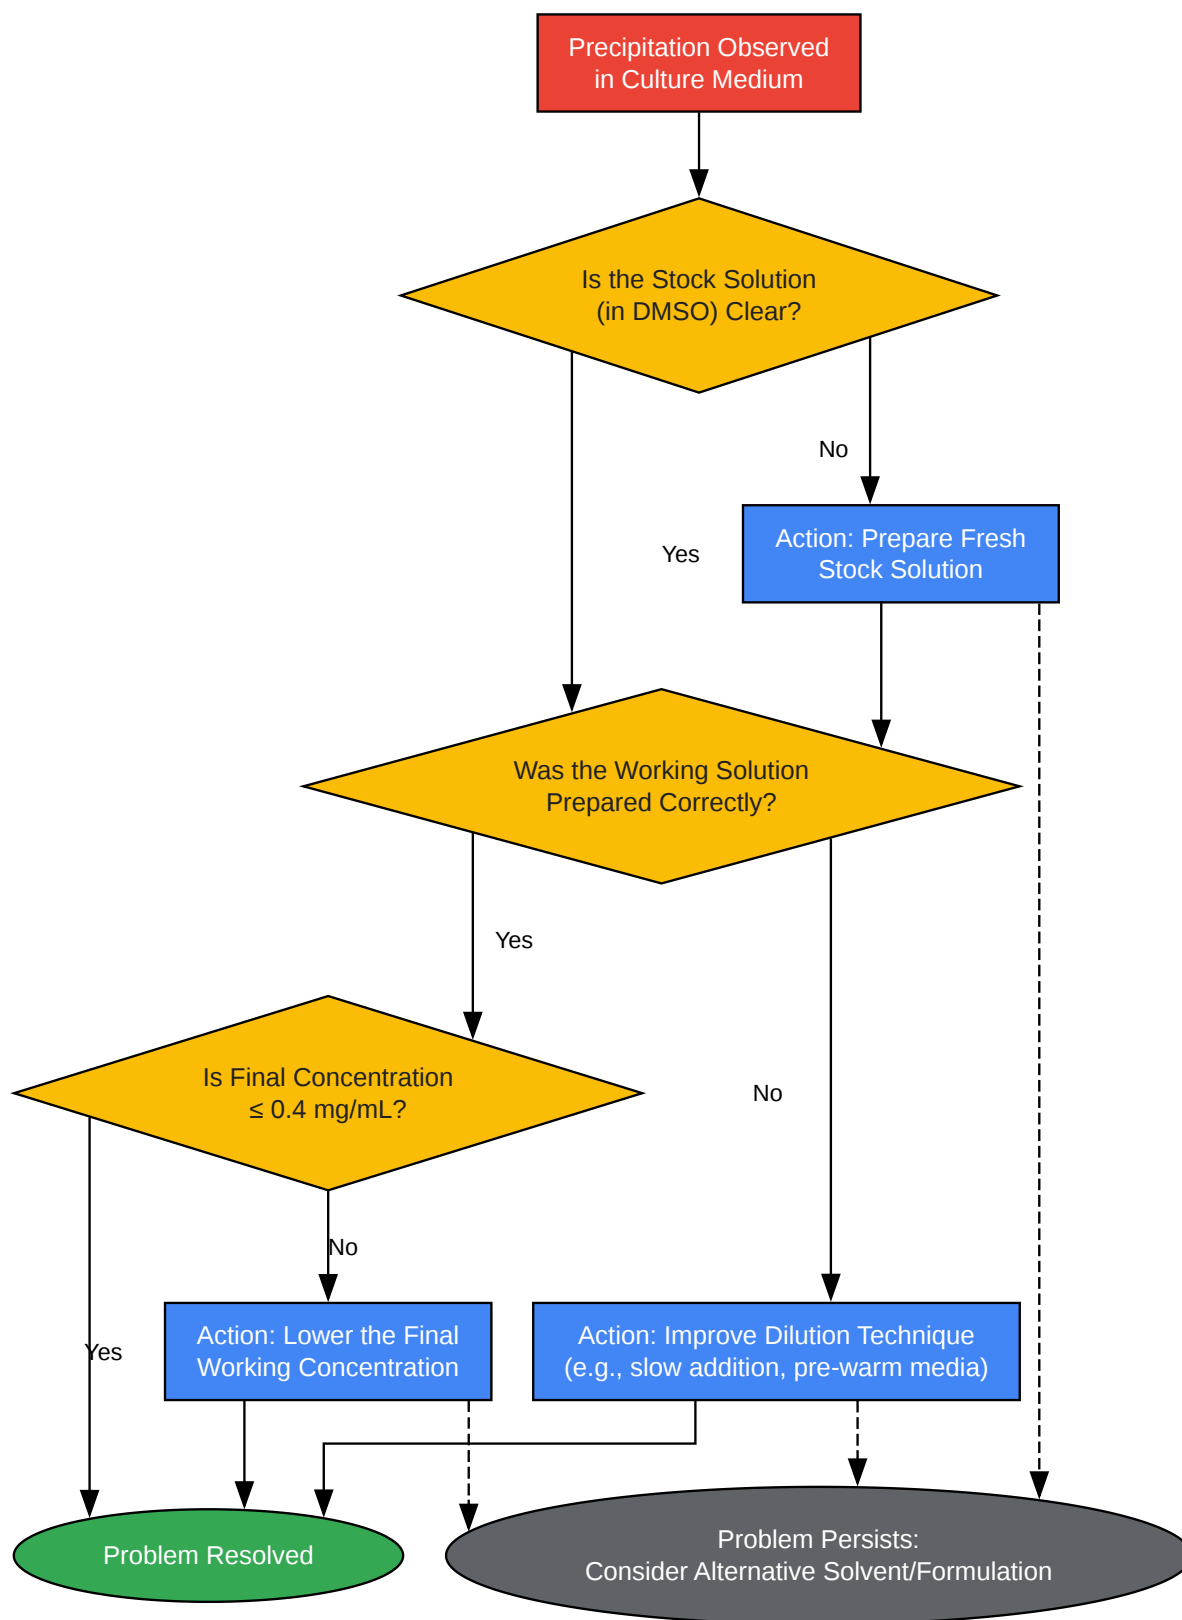 Precipitation Observed
in Culture Medium
Is the Stock Solution
(in DMSO) Clear?
No
Yes
Action: Prepare Fresh
Stock Solution
Was the Working Solution
Prepared Correctly?
Yes
Is Final Concentration
≤ 0.4 mg/mL?
No
No
Yes
Action: Lower the Final
Working Concentration
Action: Improve Dilution Technique
(e.g., slow addition, pre-warm media)
Problem Resolved
Problem Persists:
Consider Alternative Solvent/Formulation